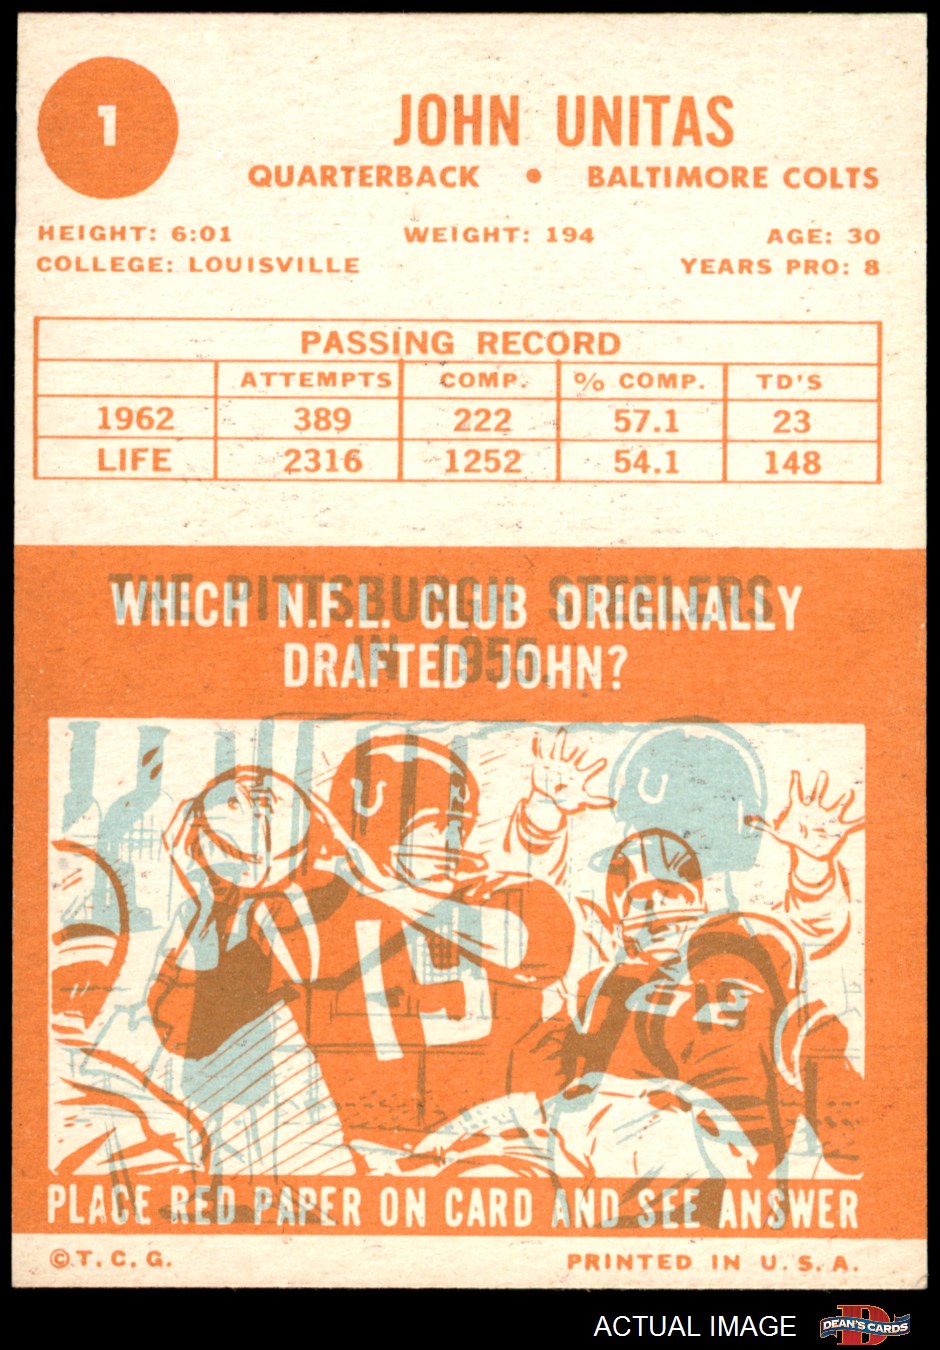 1
JOHN UNITAS
QUARTERBACK • BALTIMORE COLTS
HEIGHT: 6:01 WEIGHT: 194 AGE: 30
COLLEGE: LOUISVILLE YEARS PRO: 8
PASSING RECORD
ATTEMPTS COMP. % COMP. TD'S
1962 389 222 57.1 23
LIFE 2316 1252 54.1 148
THE PITTSBURGH STEELERS
IN 1955.
WHICH N.F.L. CLUB ORIGINALLY
DRAFTED JOHN?
U
U
19
19
PLACE RED PAPER ON CARD AND SEE ANSWER
©T. C. G. PRINTED IN U. S. A.
ACTUAL IMAGE
D
DEAN'S CARDS